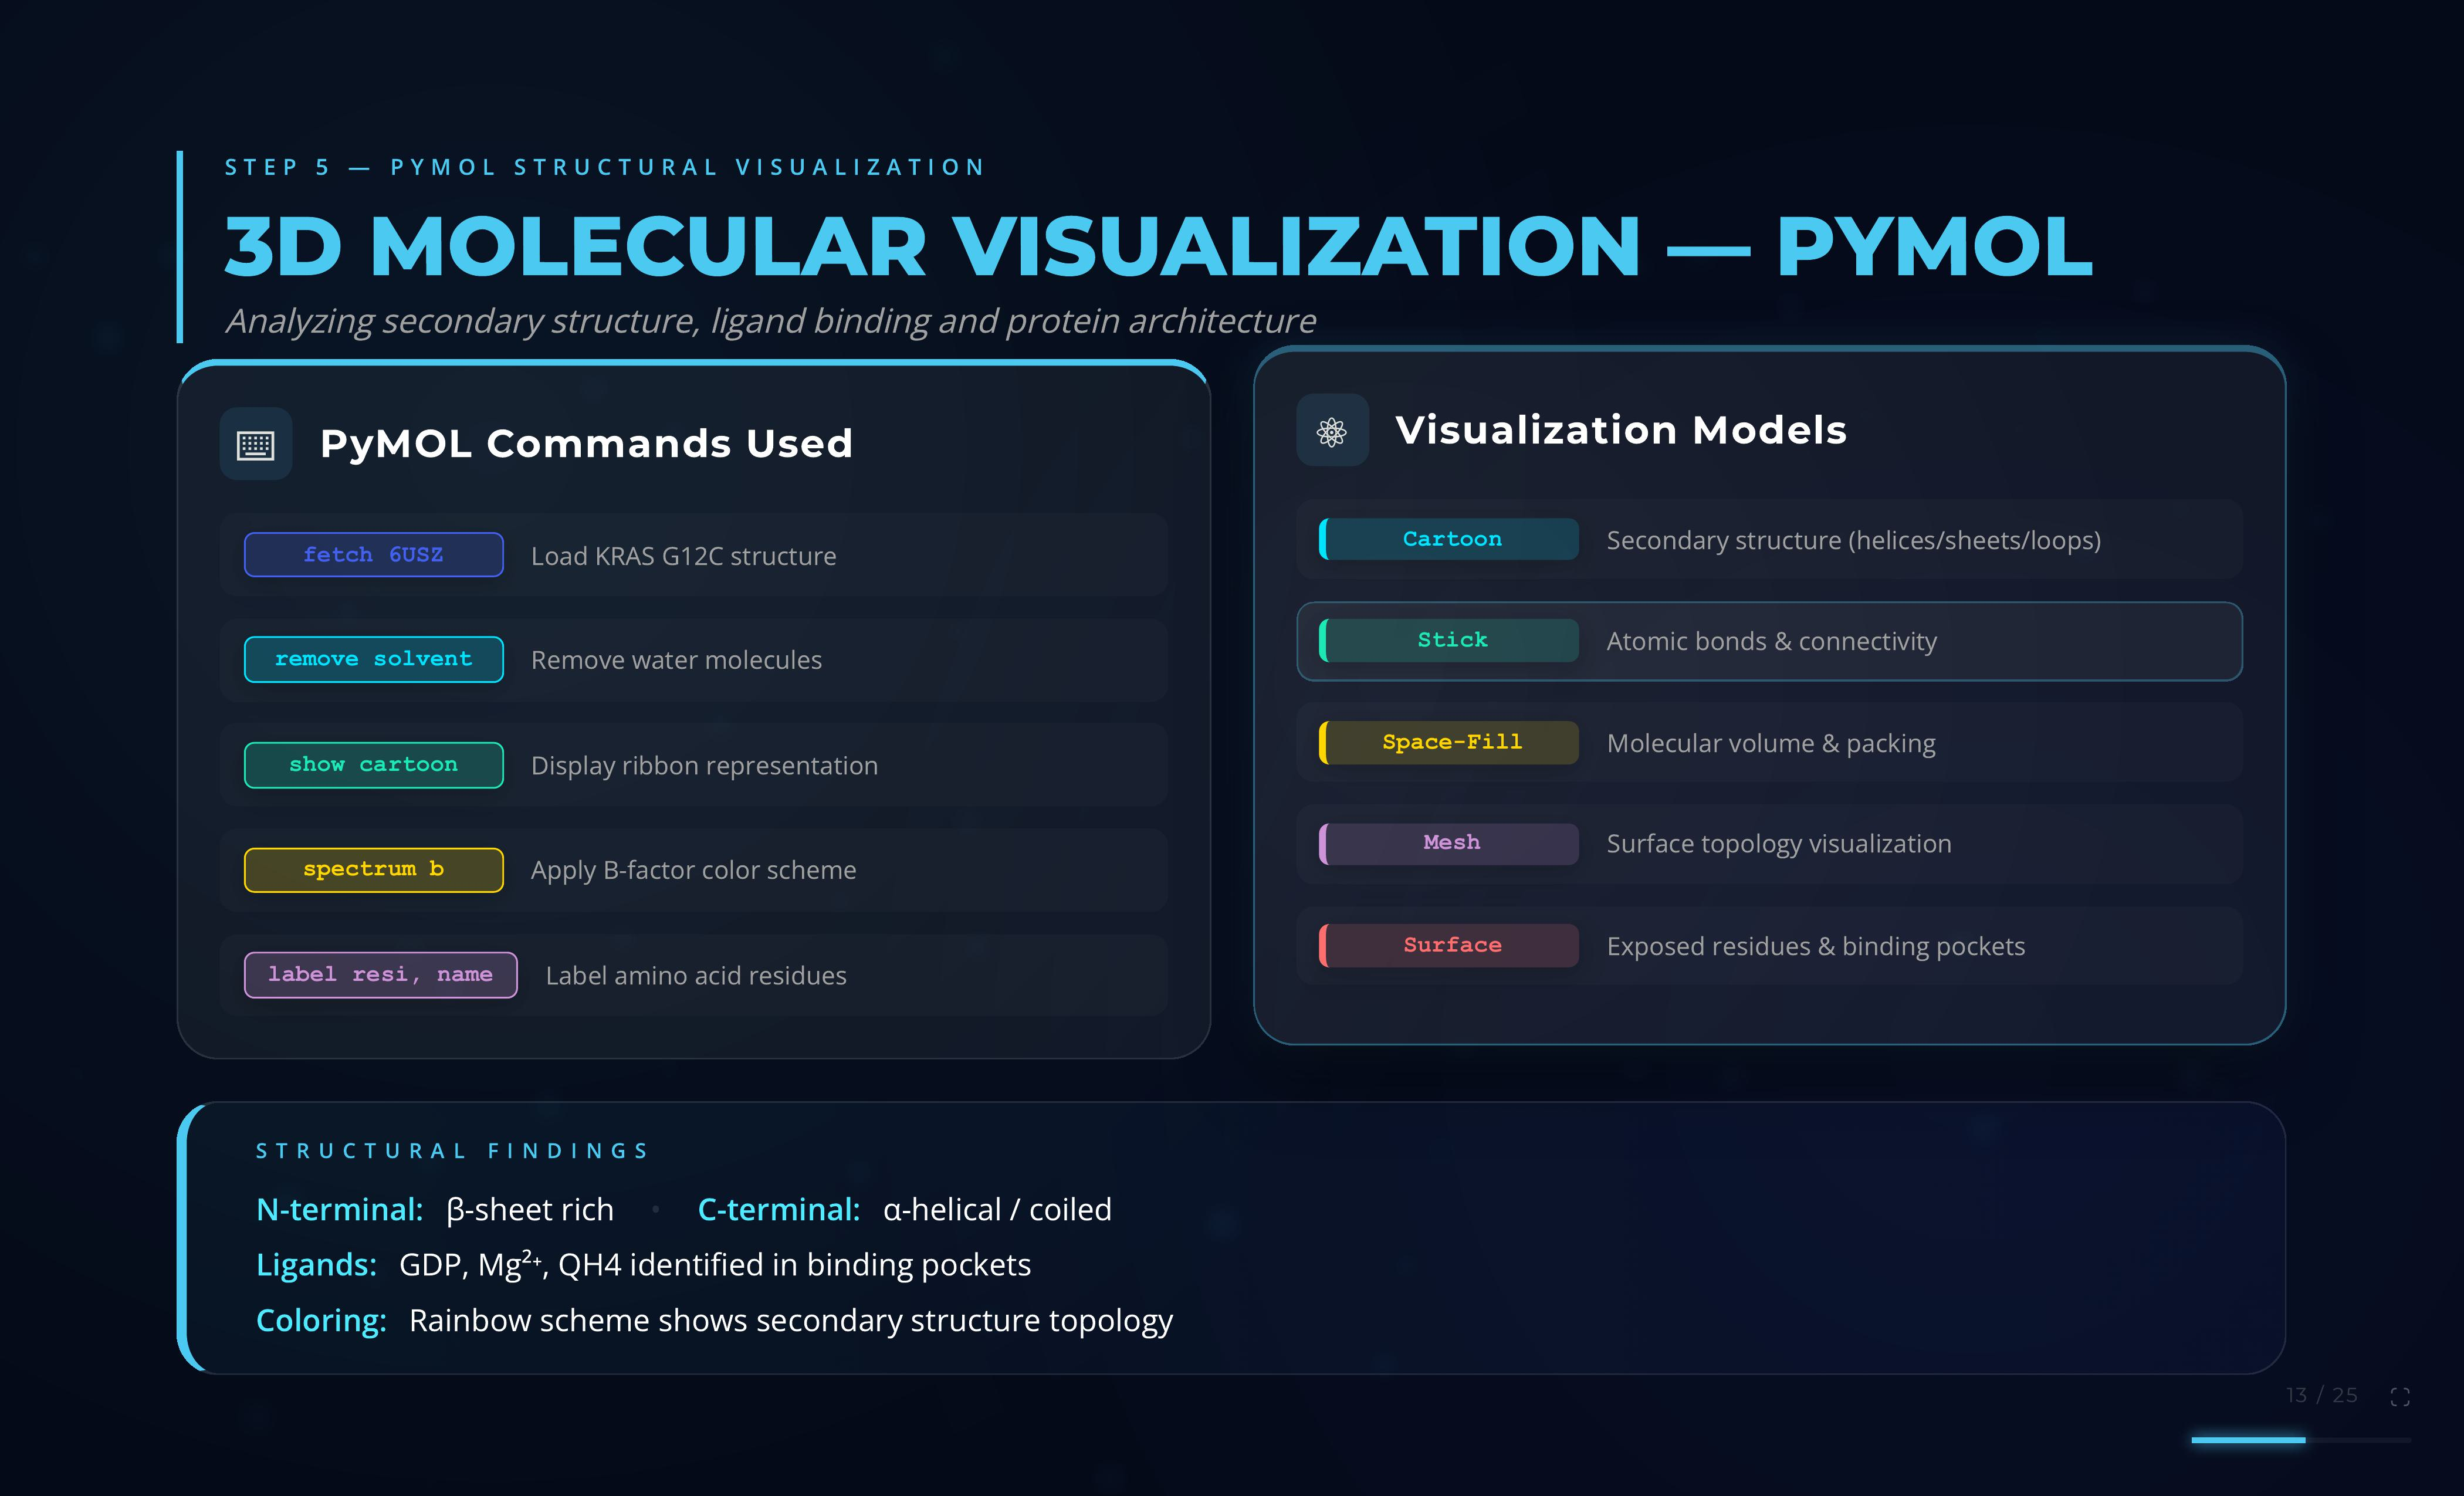 STEP 5 — PYMOL STRUCTURAL VISUALIZATION
3D MOLECULAR VISUALIZATION — PYMOL
Analyzing secondary structure, ligand binding and protein architecture
PyMOL Commands Used
fetch 6USZ Load KRAS G12C structure
remove solvent Remove water molecules
show cartoon Display ribbon representation
spectrum b Apply B-factor color scheme
label resi, name Label amino acid residues
Visualization Models
Cartoon Secondary structure (helices/sheets/loops)
Stick Atomic bonds & connectivity
Space-Fill Molecular volume & packing
Mesh Surface topology visualization
Surface Exposed residues & binding pockets
STRUCTURAL FINDINGS
N-terminal: β-sheet rich • C-terminal: α-helical / coiled
Ligands: GDP, Mg²⁺, QH4 identified in binding pockets
Coloring: Rainbow scheme shows secondary structure topology
13 / 25